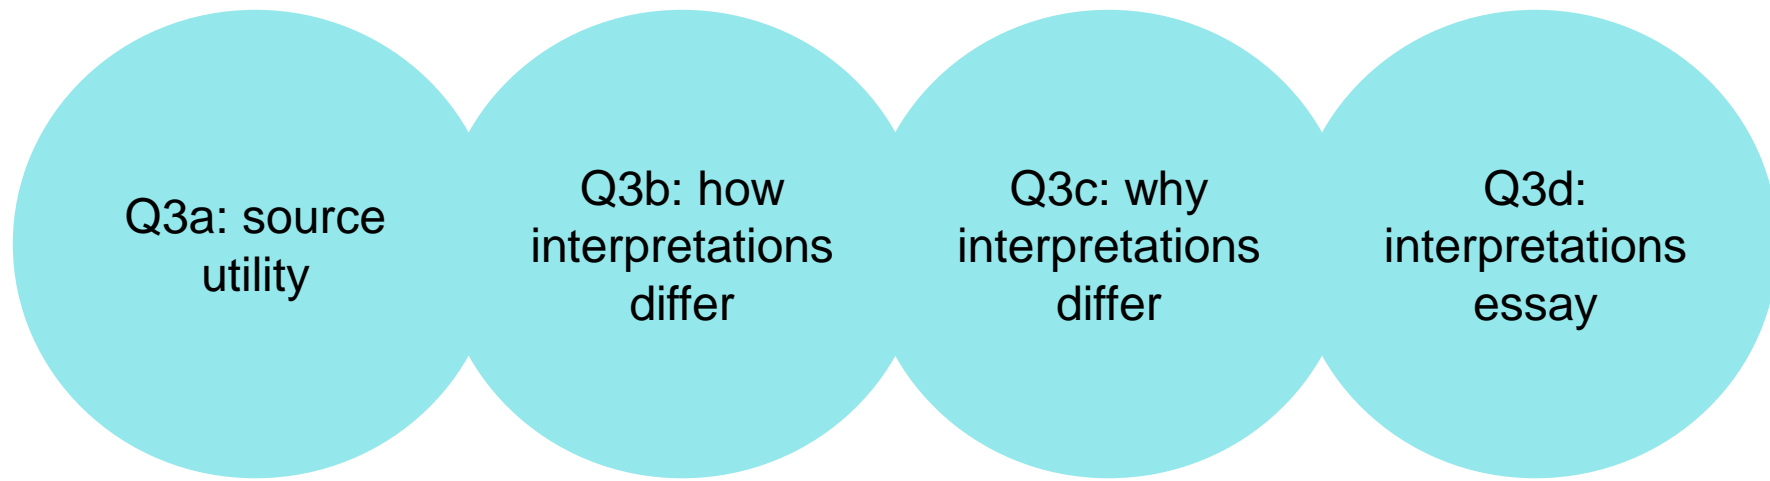 Q3a: source
utility
Q3b: how
interpretations
differ
Q3c: why
interpretations
differ
Q3d:
interpretations
essay